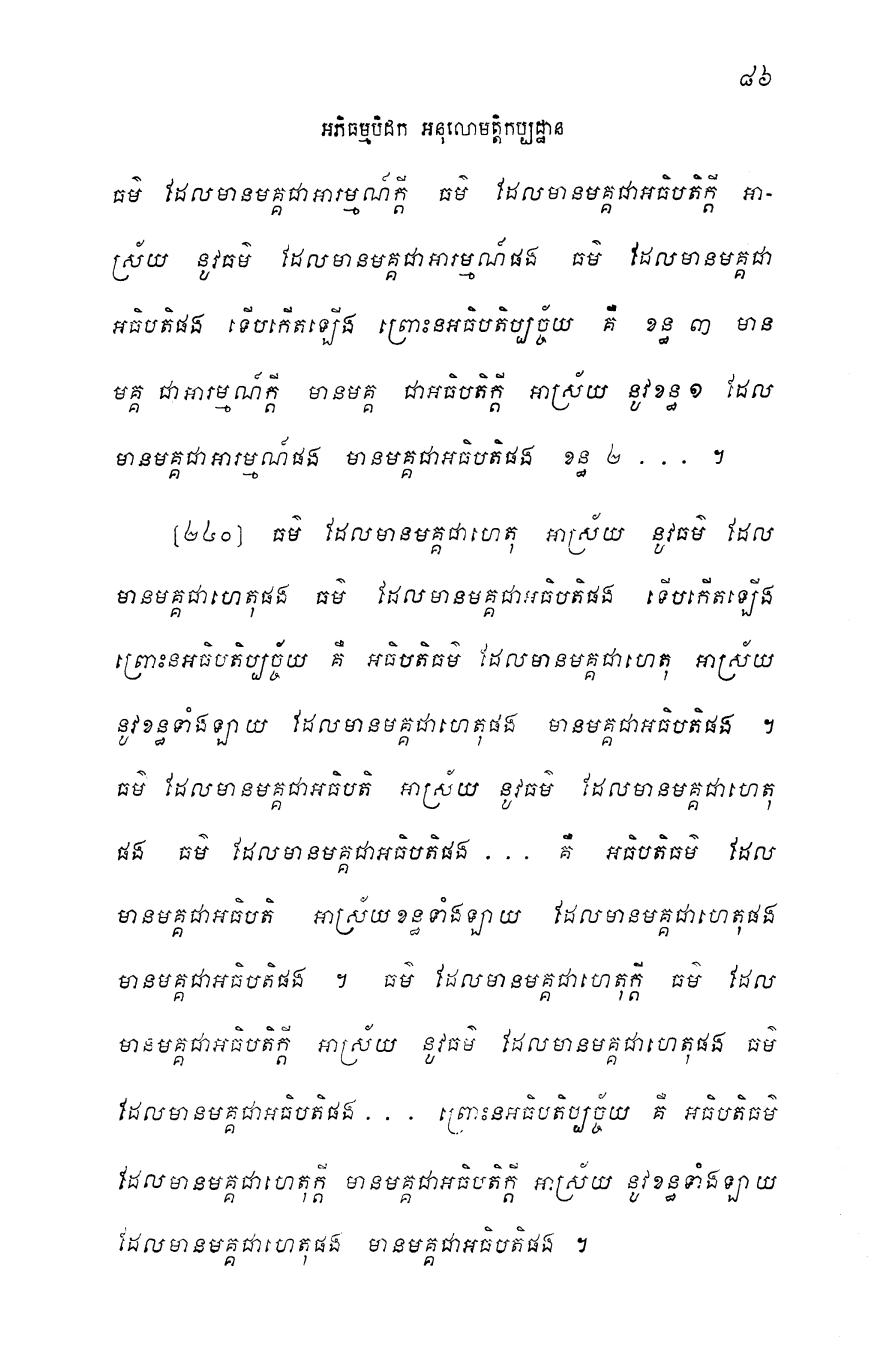 ៨៦
អភិធម្មបិដក អនុលោមត្តិកប្បដ្ឋាន
ធម៌ ដែលមានមគ្គជាអារម្មណ៍ក្តី ធម៌ ដែលមានមគ្គជាអធិបតិក្តី អា-
ស្រ័យ នូវធម៌ ដែលមានមគ្គជាអារម្មណ៍ផង ធម៌ ដែលមានមគ្គជា
អធិបតិផង ទើបកើតឡើង ព្រោះនអធិបតិប្បច្ច័យ គឺ ខន្ធ ៣ មាន
មគ្គ ជាអារម្មណ៍ក្តី មានមគ្គ ជាអធិបតិក្តី អាស្រ័យ នូវខន្ធ ១ ដែល
មានមគ្គជាអារម្មណ៍ផង មានមគ្គជាអធិបតិផង ខន្ធ ២ . . . ។
[២៤០] ធម៌ ដែលមានមគ្គជាហេតុ អាស្រ័យ នូវធម៌ ដែល
មានមគ្គជាហេតុផង ធម៌ ដែលមានមគ្គជាអធិបតិផង ទើបកើតឡើង
ព្រោះនអធិបតិប្បច្ច័យ គឺ អធិបតិធម៌ ដែលមានមគ្គជាហេតុ អាស្រ័យ
នូវខន្ធទាំងឡាយ ដែលមានមគ្គជាហេតុផង មានមគ្គជាអធិបតិផង ។
ធម៌ ដែលមានមគ្គជាអធិបតិ អាស្រ័យ នូវធម៌ ដែលមានមគ្គជាហេតុ
ផង ធម៌ ដែលមានមគ្គជាអធិបតិផង . . . គឺ អធិបតិធម៌ ដែល
មានមគ្គជាអធិបតិ អាស្រ័យខន្ធទាំងឡាយ ដែលមានមគ្គជាហេតុផង
មានមគ្គជាអធិបតិផង ។ ធម៌ ដែលមានមគ្គជាហេតុក្តី ធម៌ ដែល
មានមគ្គជាអធិបតិក្តី អាស្រ័យ នូវធម៌ ដែលមានមគ្គជាហេតុផង ធម៌
ដែលមានមគ្គជាអធិបតិផង . . . ព្រោះនអធិបតិប្បច្ច័យ គឺ អធិបតិធម៌
ដែលមានមគ្គជាហេតុក្តី មានមគ្គជាអធិបតិក្តី អាស្រ័យ នូវខន្ធទាំងឡាយ
ដែលមានមគ្គជាហេតុផង មានមគ្គជាអធិបតិផង ។